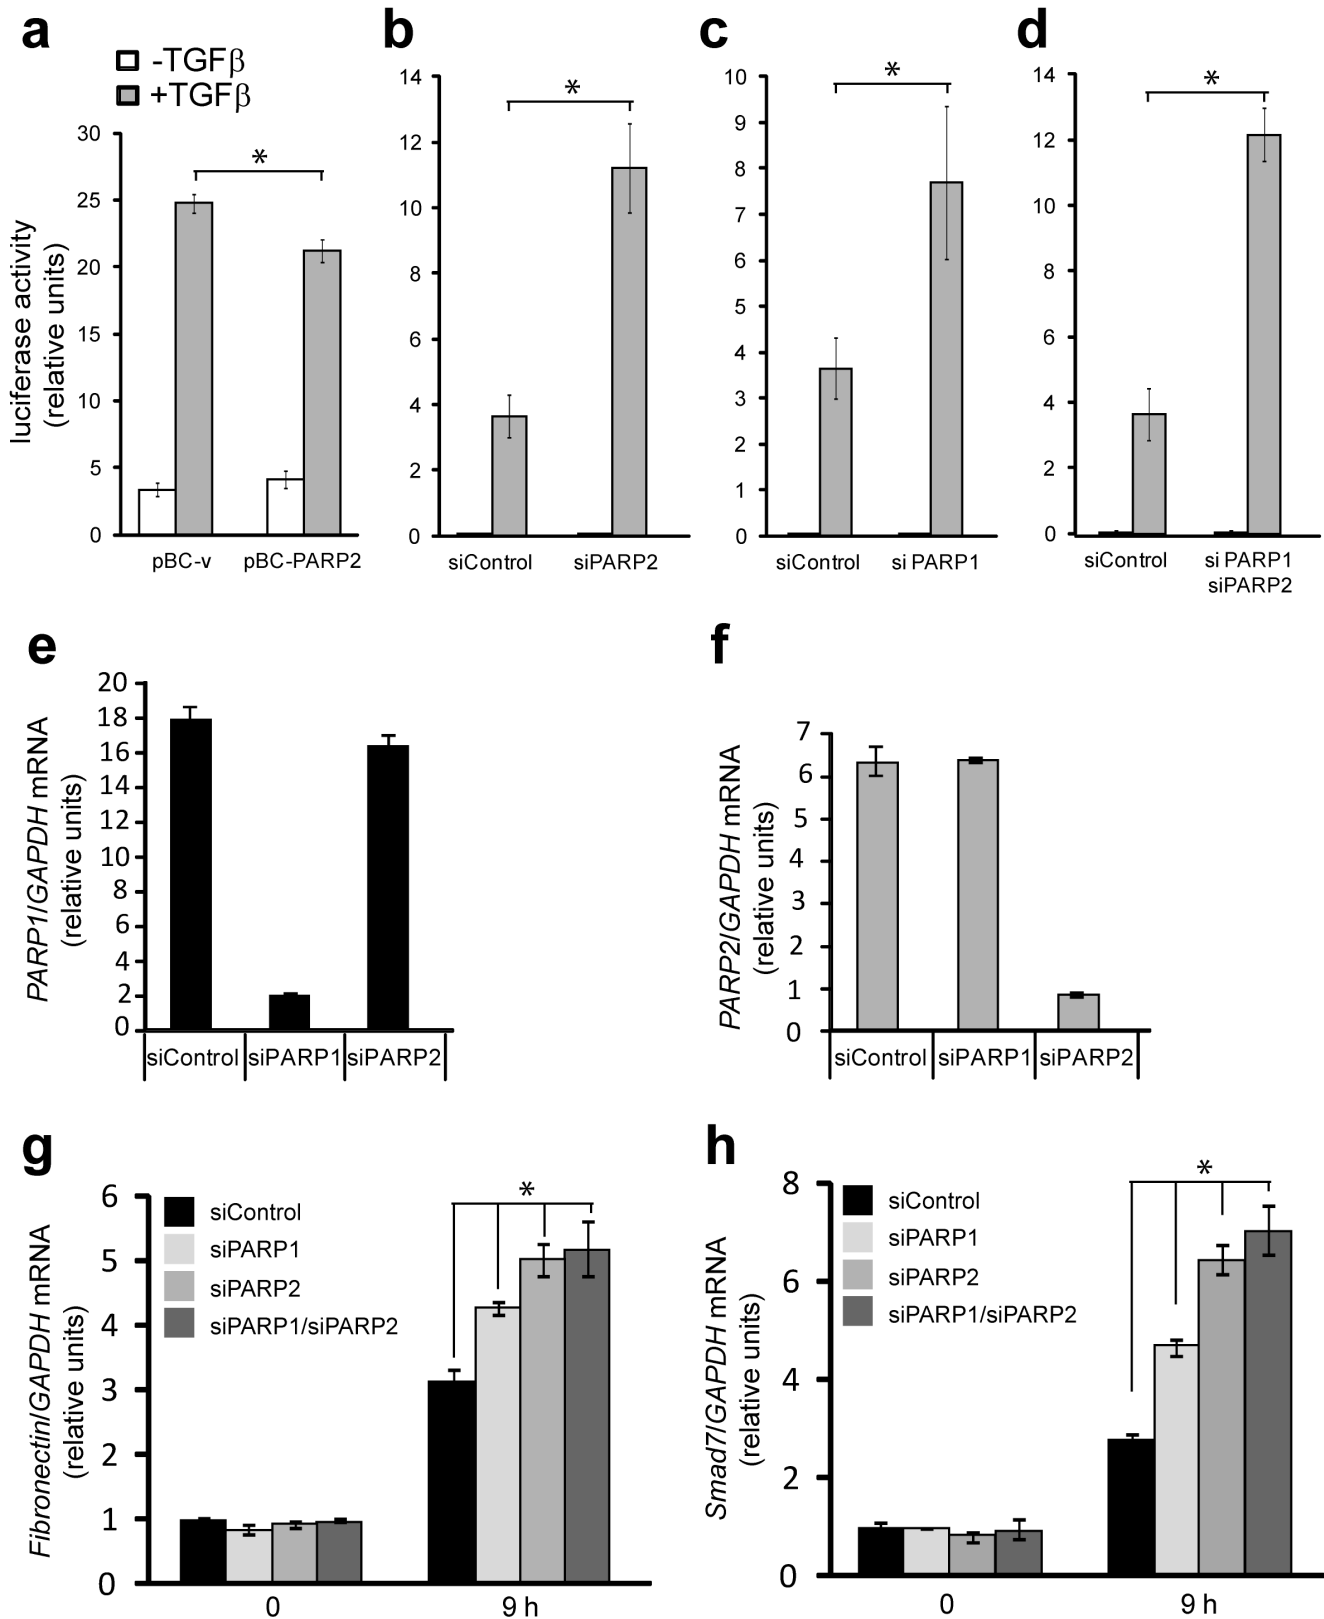 a
b
c
d
-TGFβ
+TGFβ
luciferase activity
(relative units)
30
25
20
15
10
5
0
*
pBC-v
pBC-PARP2
14
12
10
8
6
4
2
0
*
siControl
siPARP2
10
9
8
7
6
5
4
3
2
1
0
*
siControl
si PARP1
14
12
10
8
6
4
2
0
*
siControl
si PARP1
siPARP2
e
PARP1/GAPDH mRNA
(relative units)
20
18
16
14
12
10
8
6
4
2
0
siControl
siPARP1
siPARP2
f
PARP2/GAPDH mRNA
(relative units)
7
6
5
4
3
2
1
0
siControl
siPARP1
siPARP2
g
Fibronectin/GAPDH mRNA
(relative units)
6
5
4
3
2
1
0
siControl
siPARP1
siPARP2
siPARP1/siPARP2
*
0
9 h
h
Smad7/GAPDH mRNA
(relative units)
8
6
4
2
0
siControl
siPARP1
siPARP2
siPARP1/siPARP2
*
0
9 h